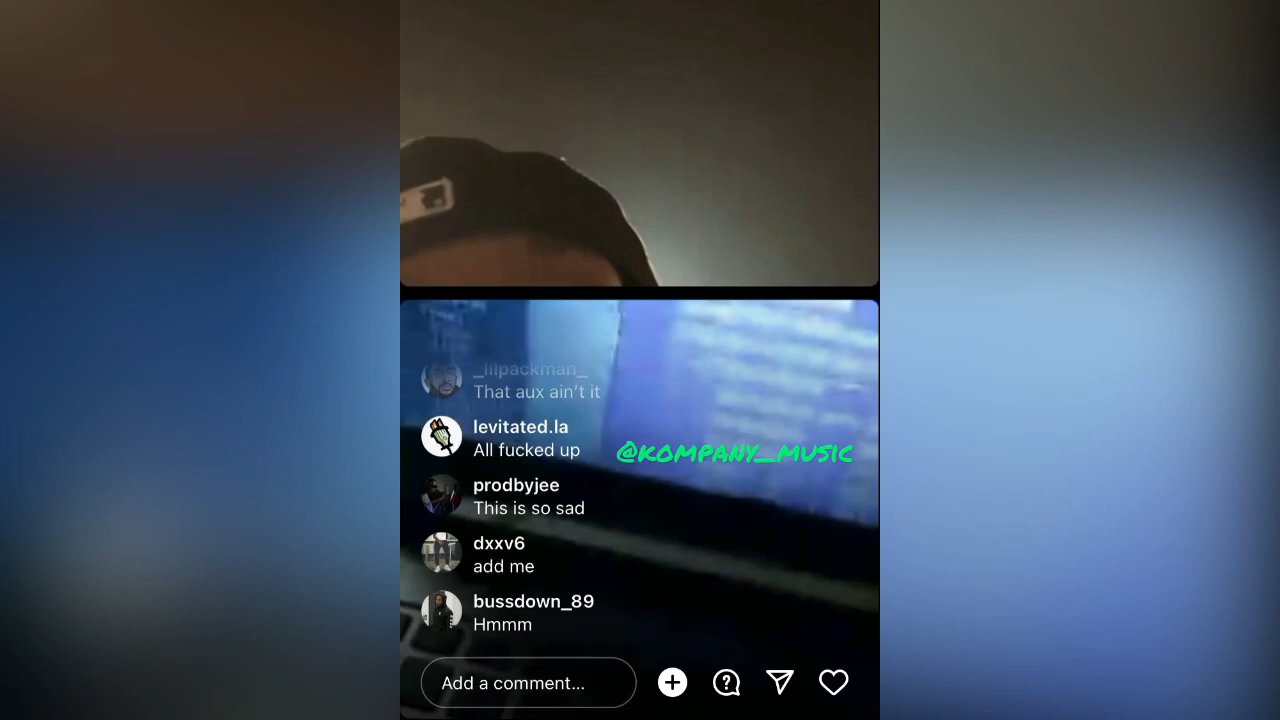 _lilpackman_
That aux ain't it
levitated.la
All fucked up
@KOMPANY_MUSIC
prodbyjee
This is so sad
dxxv6
add me
bussdown_89
Hmmm
Add a comment...